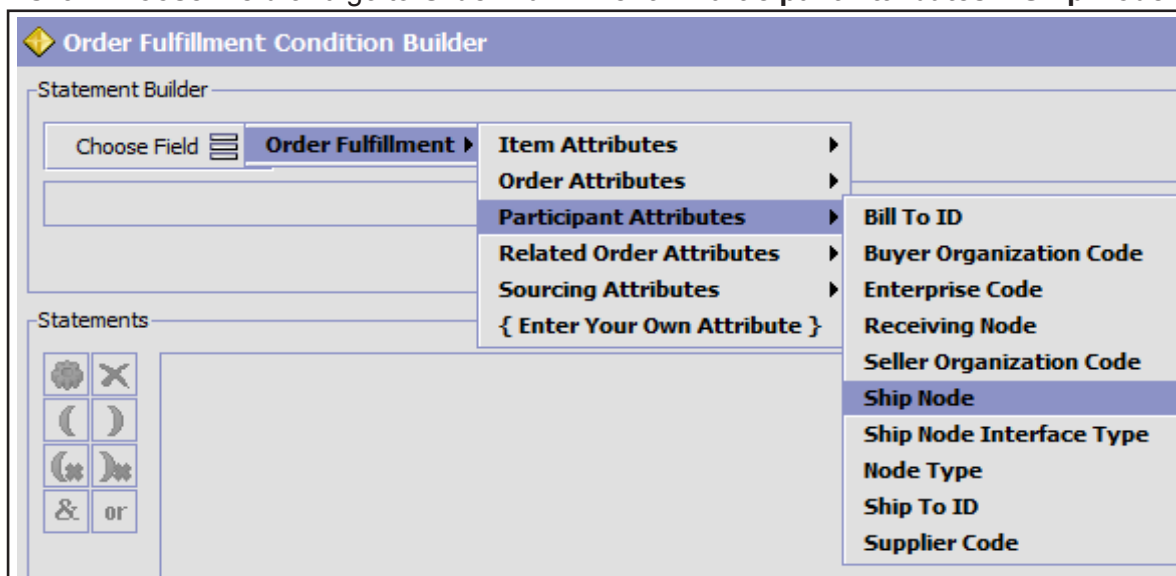 Order Fulfillment Condition Builder
Statement Builder
Choose Field
Order Fulfillment
Item Attributes
Order Attributes
Participant Attributes
Related Order Attributes
Sourcing Attributes
{ Enter Your Own Attribute }
Bill To ID
Buyer Organization Code
Enterprise Code
Receiving Node
Seller Organization Code
Ship Node
Ship Node Interface Type
Node Type
Ship To ID
Supplier Code
Statements
( )
(✖ )✖
& or